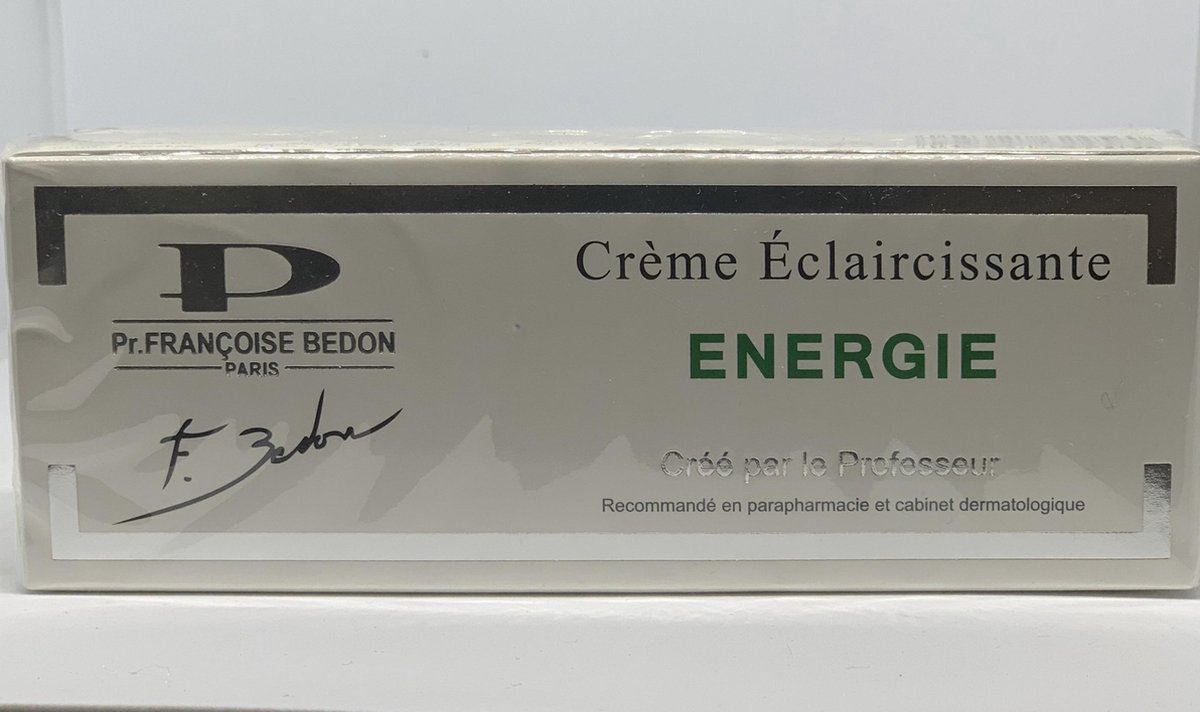 P
Pr.FRANÇOISE BEDON
PARIS
F. Bedon
Crème Éclaircissante
ENERGIE
Créé par le Professeur
Recommandé en parapharmacie et cabinet dermatologique